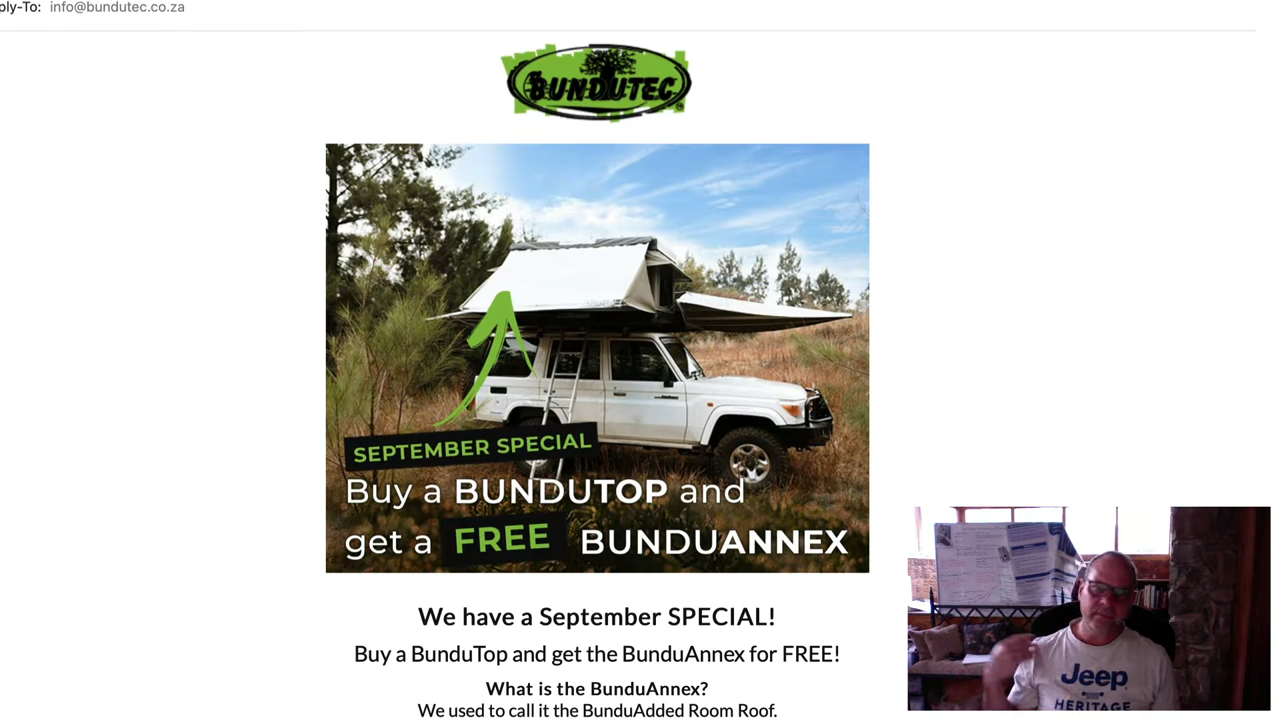 ply-To: info@bundutec.co.za
BUNDUTEC
SEPTEMBER SPECIAL
Buy a BUNDUTOP and
get a FREE BUNDUANNEX
We have a September SPECIAL!
Buy a BunduTop and get the BunduAnnex for FREE!
What is the BunduAnnex?
We used to call it the BunduAdded Room Roof.
Jeep
HERITAGE